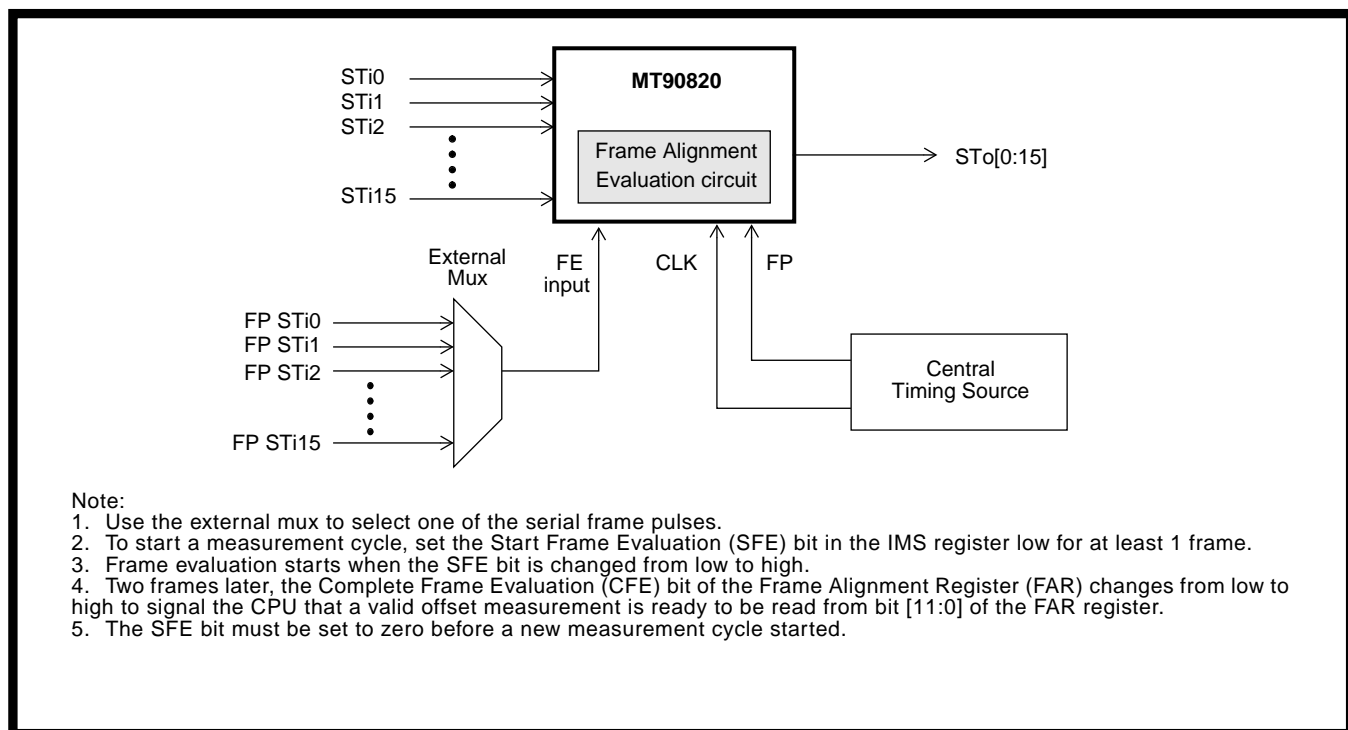 STi0
STi1
STi2
STi15
MT90820
Frame Alignment
Evaluation circuit
STo[0:15]
External
Mux
FE
input
CLK
FP
FP STi0
FP STi1
FP STi2
FP STi15
Central
Timing Source
Note:
1. Use the external mux to select one of the serial frame pulses.
2. To start a measurement cycle, set the Start Frame Evaluation (SFE) bit in the IMS register low for at least 1 frame.
3. Frame evaluation starts when the SFE bit is changed from low to high.
4. Two frames later, the Complete Frame Evaluation (CFE) bit of the Frame Alignment Register (FAR) changes from low to
high to signal the CPU that a valid offset measurement is ready to be read from bit [11:0] of the FAR register.
5. The SFE bit must be set to zero before a new measurement cycle started.